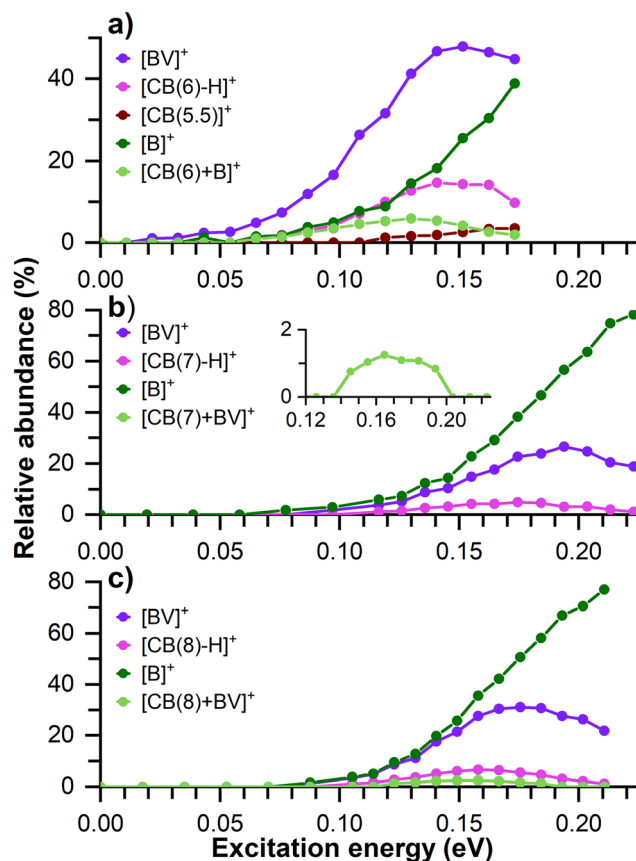 a)
[BV]⁺
[CB(6)-H]⁺
[CB(5.5)]⁺
[B]⁺
[CB(6)+B]⁺
40
20
0
0.00 0.05 0.10 0.15 0.20
Relative abundance (%)
b)
[BV]⁺
[CB(7)-H]⁺
[B]⁺
[CB(7)+BV]⁺
80
60
40
20
0
2
1
0
0.12 0.16 0.20
0.00 0.05 0.10 0.15 0.20
c)
[BV]⁺
[CB(8)-H]⁺
[B]⁺
[CB(8)+BV]⁺
80
60
40
20
0
0.00 0.05 0.10 0.15 0.20
Excitation energy (eV)